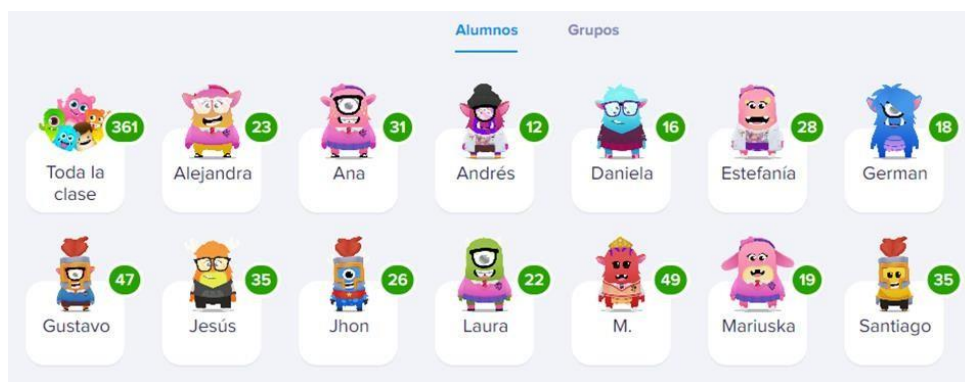 Alumnos Grupos
361 23 31 12 16 28 18
Toda la clase Alejandra Ana Andrés Daniela Estefanía German
47 35 26 22 49 19 35
Gustavo Jesús Jhon Laura M. Mariuska Santiago